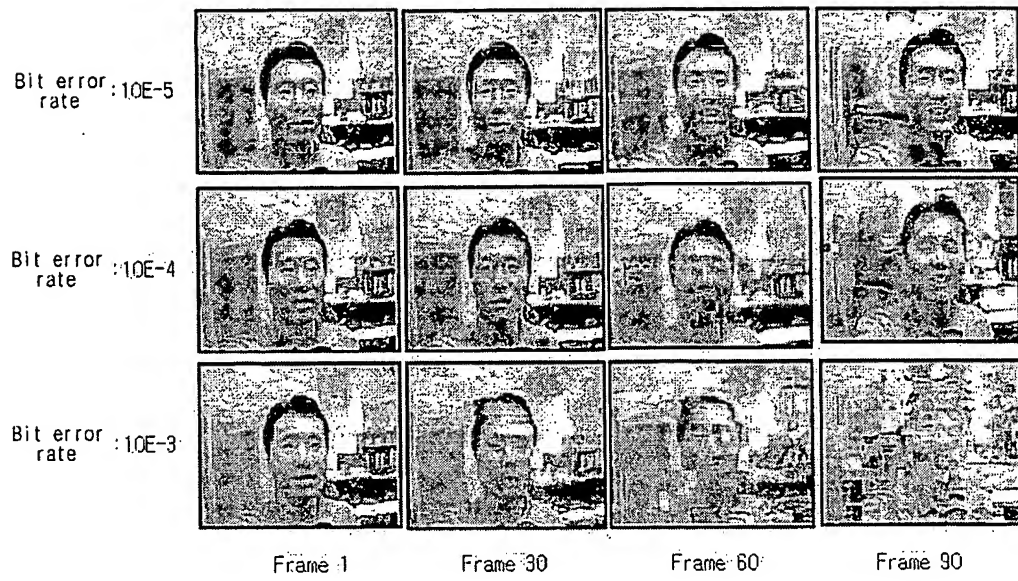 Bit error
rate : 1.0E-5
Bit error
rate : 1.0E-4
Bit error
rate : 1.0E-3
Frame 1 Frame 30 Frame 60 Frame 90